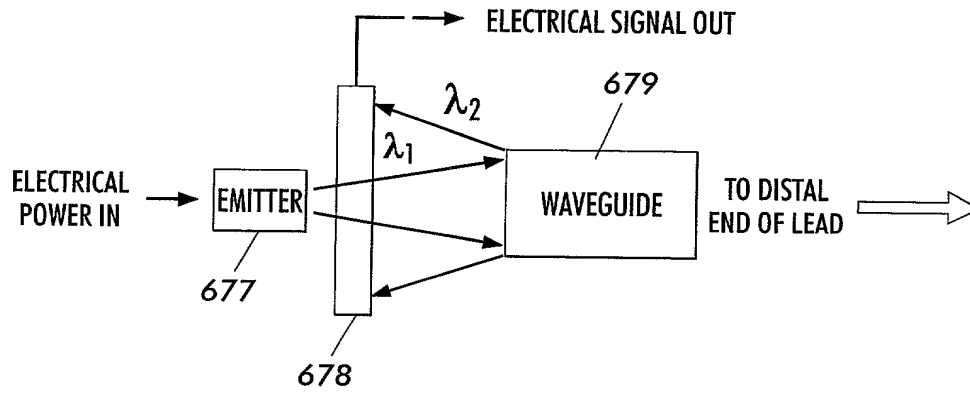 ELECTRICAL SIGNAL OUT
679
λ2
λ1
ELECTRICAL
POWER IN
EMITTER
WAVEGUIDE
TO DISTAL
END OF LEAD
677
678